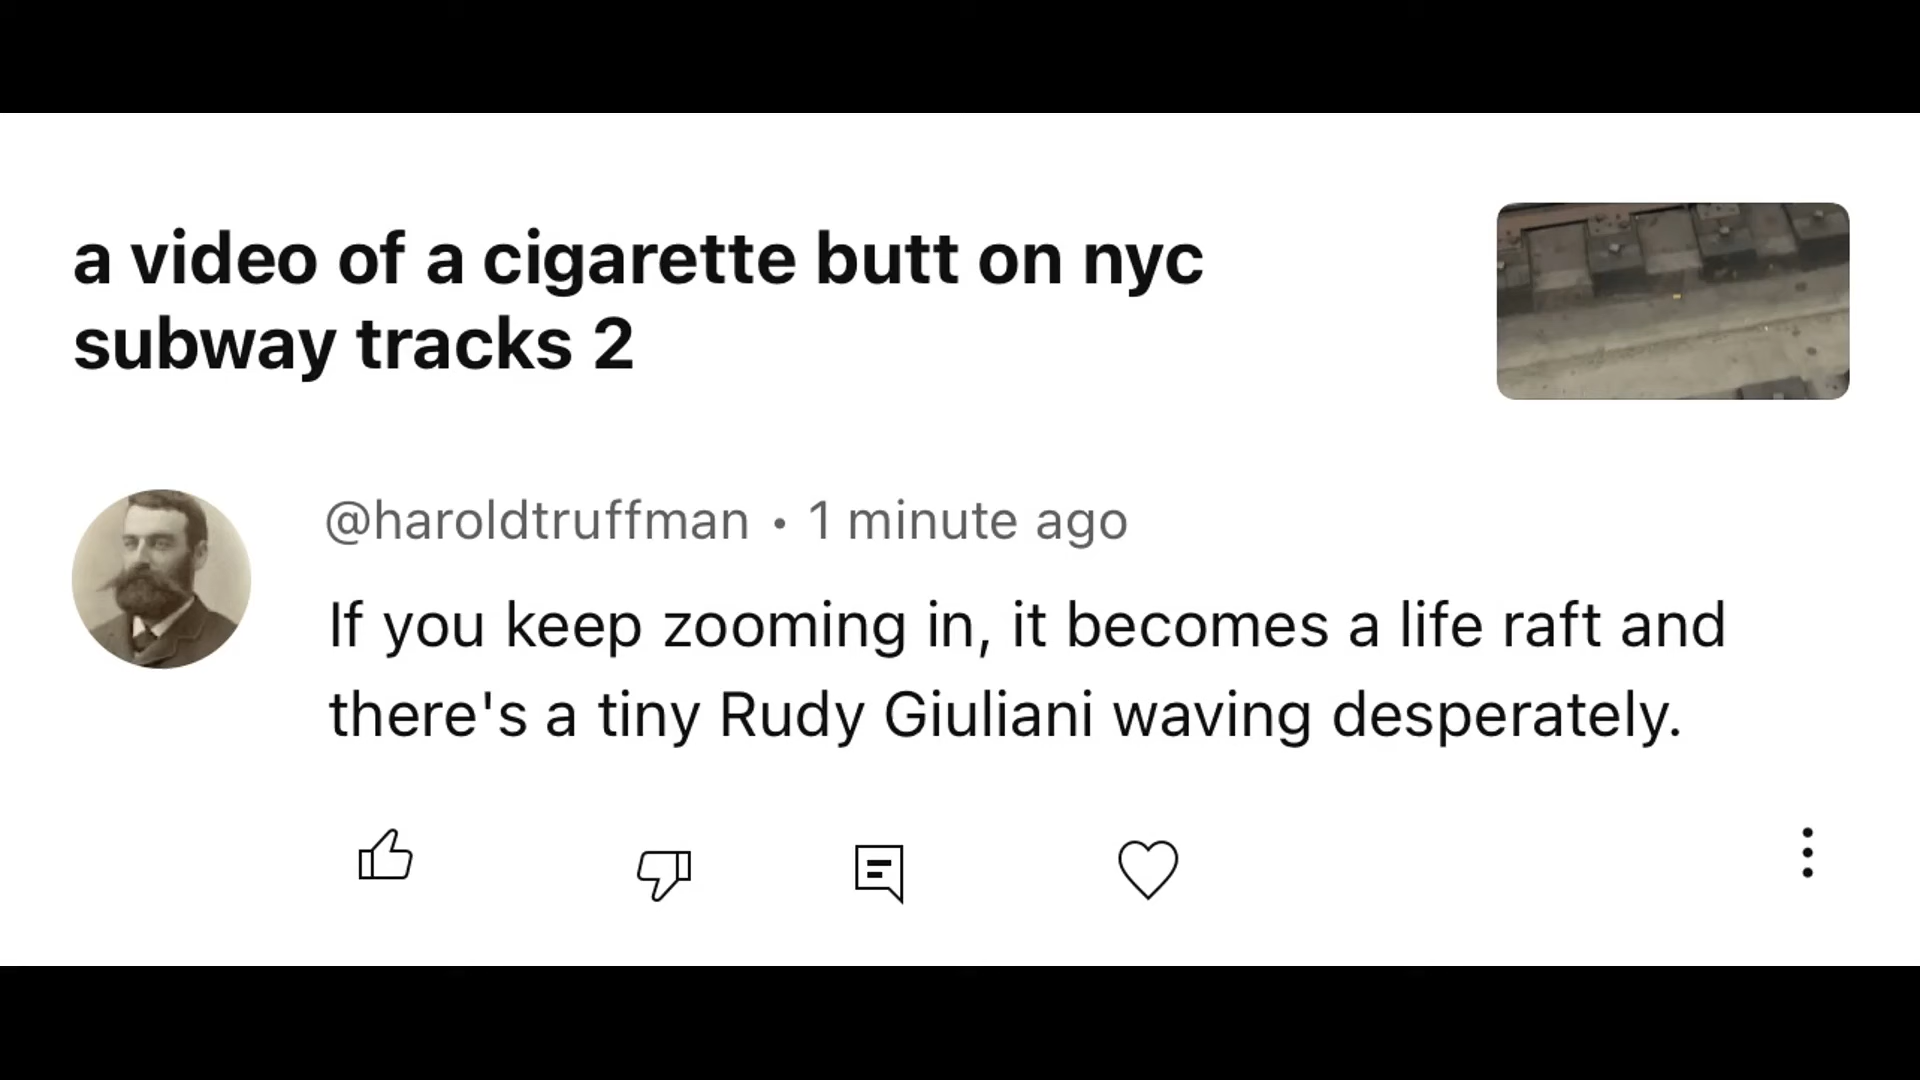 a video of a cigarette butt on nyc
subway tracks 2
@haroldtruffman • 1 minute ago
If you keep zooming in, it becomes a life raft and
there's a tiny Rudy Giuliani waving desperately.